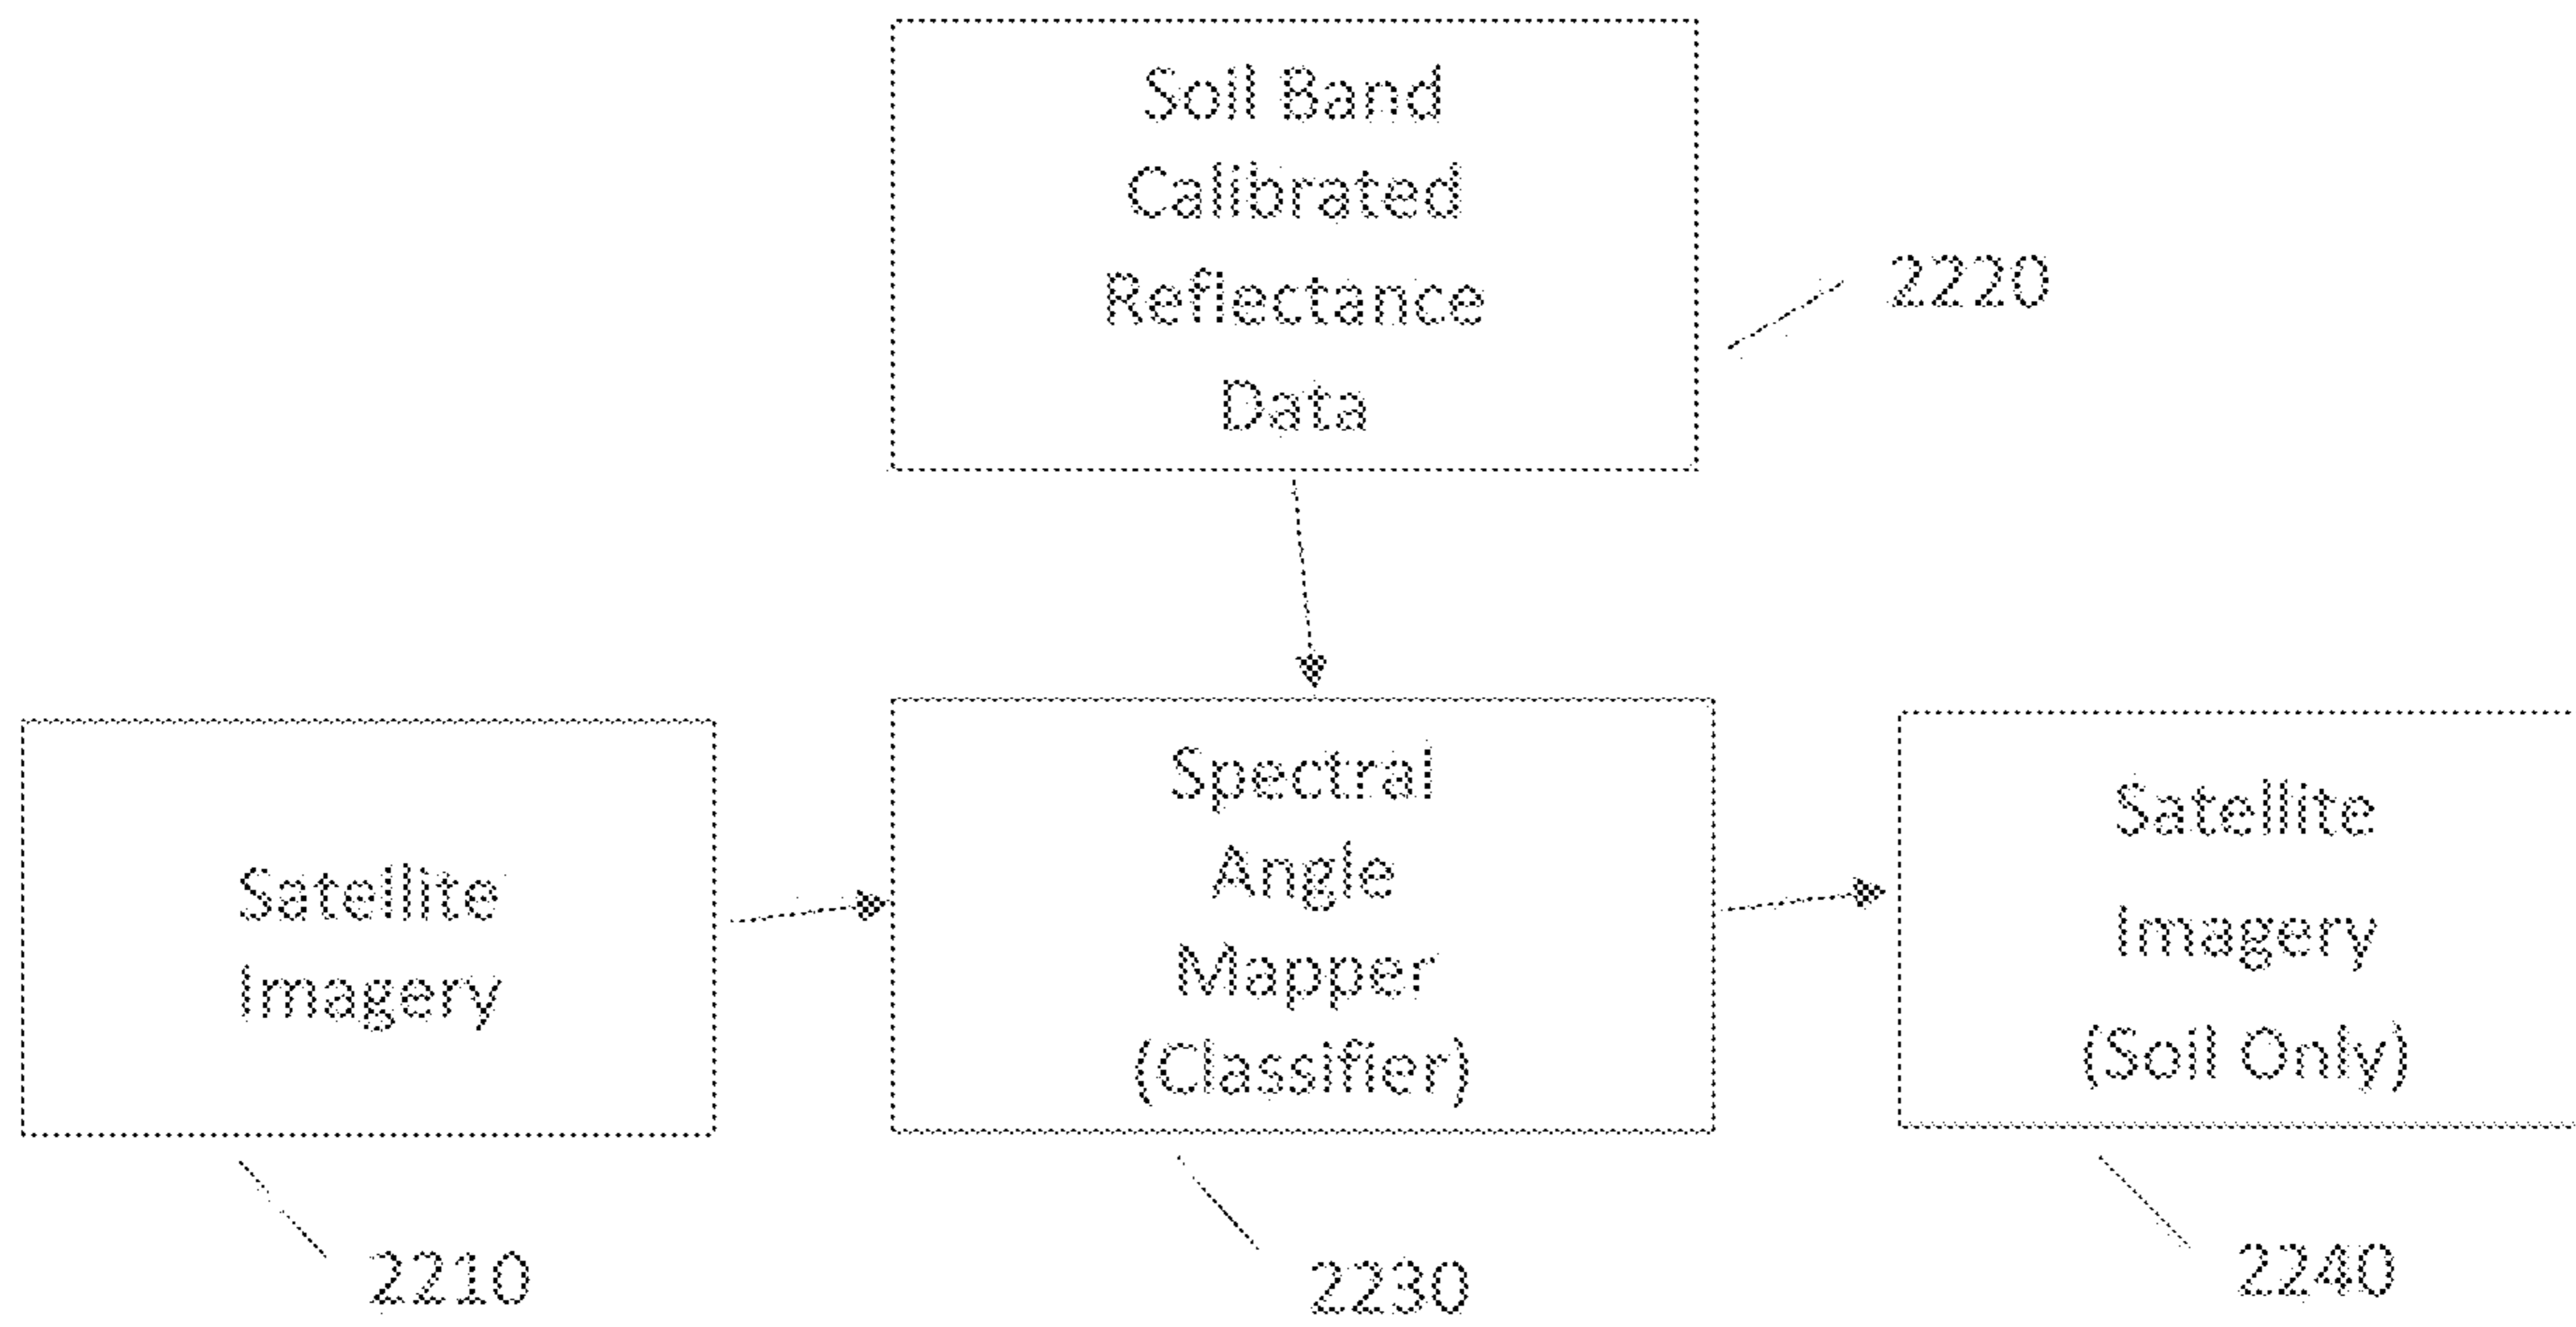 Soil Band
Calibrated
Reflectance
Data
2220
Satellite
Imagery
2210
Spectral
Angle
Mapper
(Classifier)
2230
Satellite
Imagery
(Soil Only)
2240